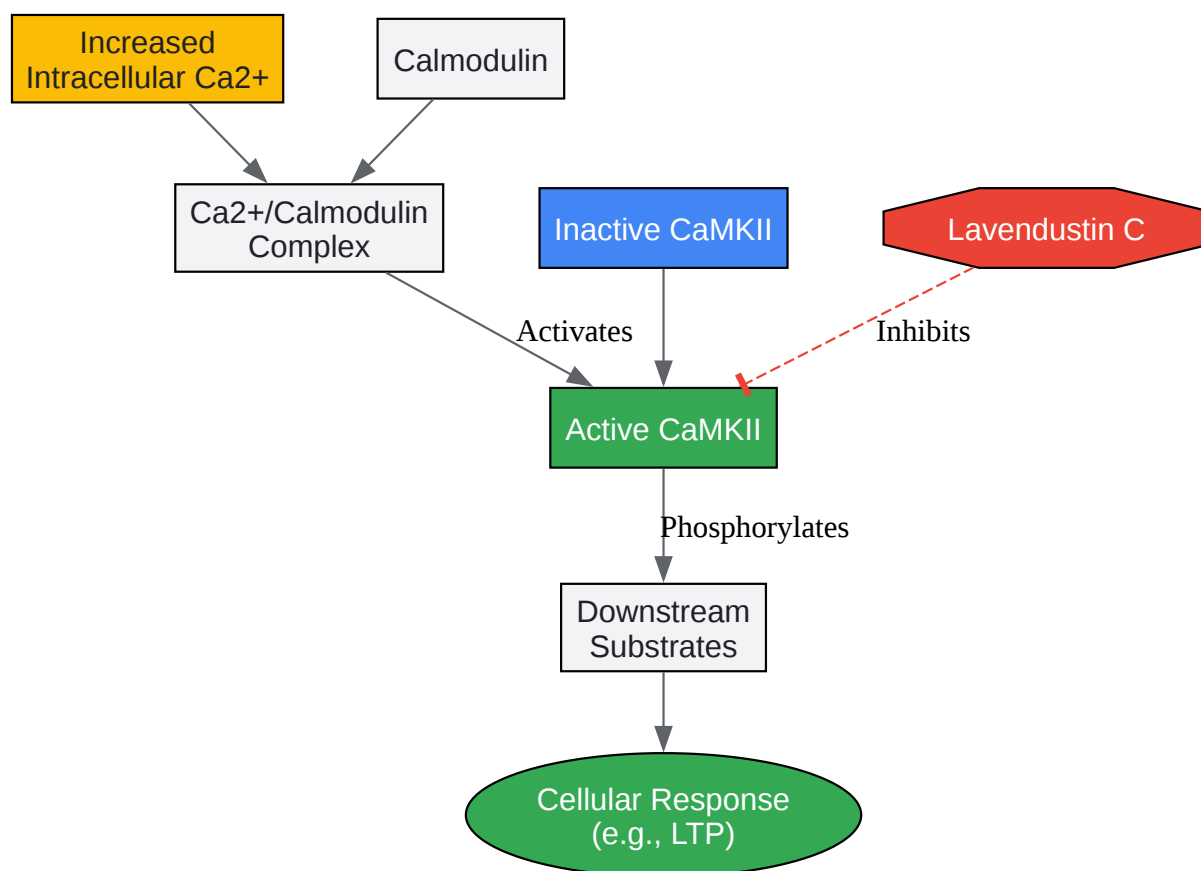 Increased
Intracellular Ca2+
Calmodulin
Ca2+/Calmodulin
Complex
Inactive CaMKII
Lavendustin C
Activates
Inhibits
Active CaMKII
Phosphorylates
Downstream
Substrates
Cellular Response
(e.g., LTP)